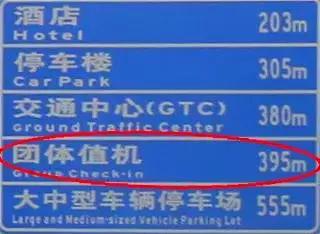 酒店 203m
Hotel
停车楼 305m
Car Park
交通中心(GTC) 380m
Ground Traffic Center
团体值机 395m
Group Check-in
大中型车辆停车场 555m
Large and Medium-sized Vehicle Parking Lot